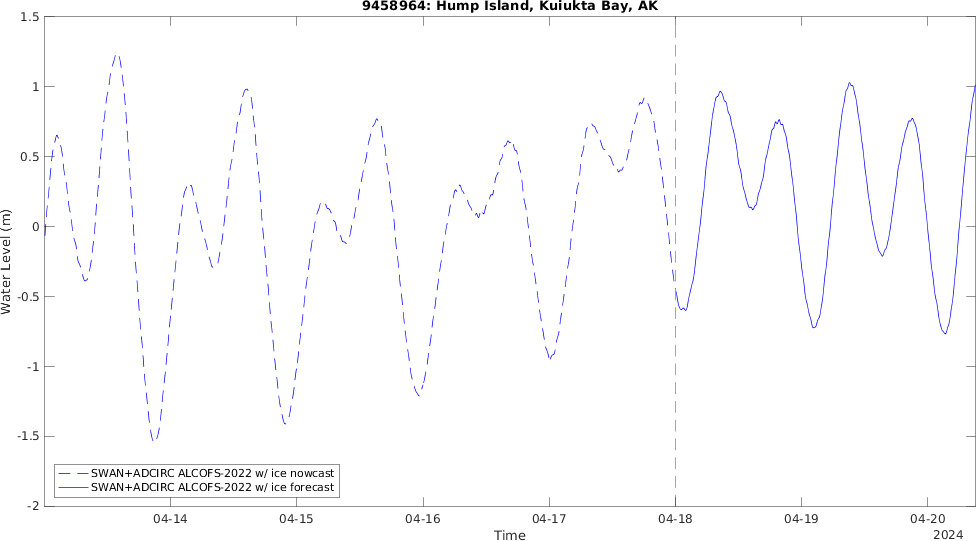 9458964: Hump Island, Kuiukta Bay, AK
1.5
1
0.5
0
-0.5
-1
-1.5
-2
Water Level (m)
SWAN+ADCIRC ALCOFS-2022 w/ ice nowcast
SWAN+ADCIRC ALCOFS-2022 w/ ice forecast
04-14 04-15 04-16 04-17 04-18 04-19 04-20
Time
2024